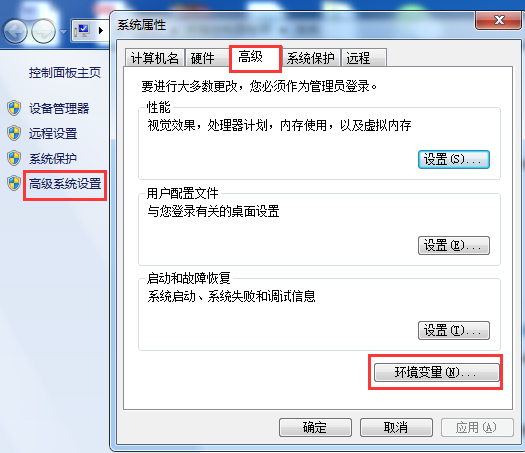 系统属性
控制面板主页
设备管理器
远程设置
系统保护
高级系统设置
计算机名
硬件
高级
系统保护
远程
要进行大多数更改，您必须作为管理员登录。
性能
视觉效果，处理器计划，内存使用，以及虚拟内存
设置(S)...
用户配置文件
与您登录有关的桌面设置
设置(E)...
启动和故障恢复
系统启动、系统失败和调试信息
设置(T)...
环境变量(N)...
确定
取消
应用(A)